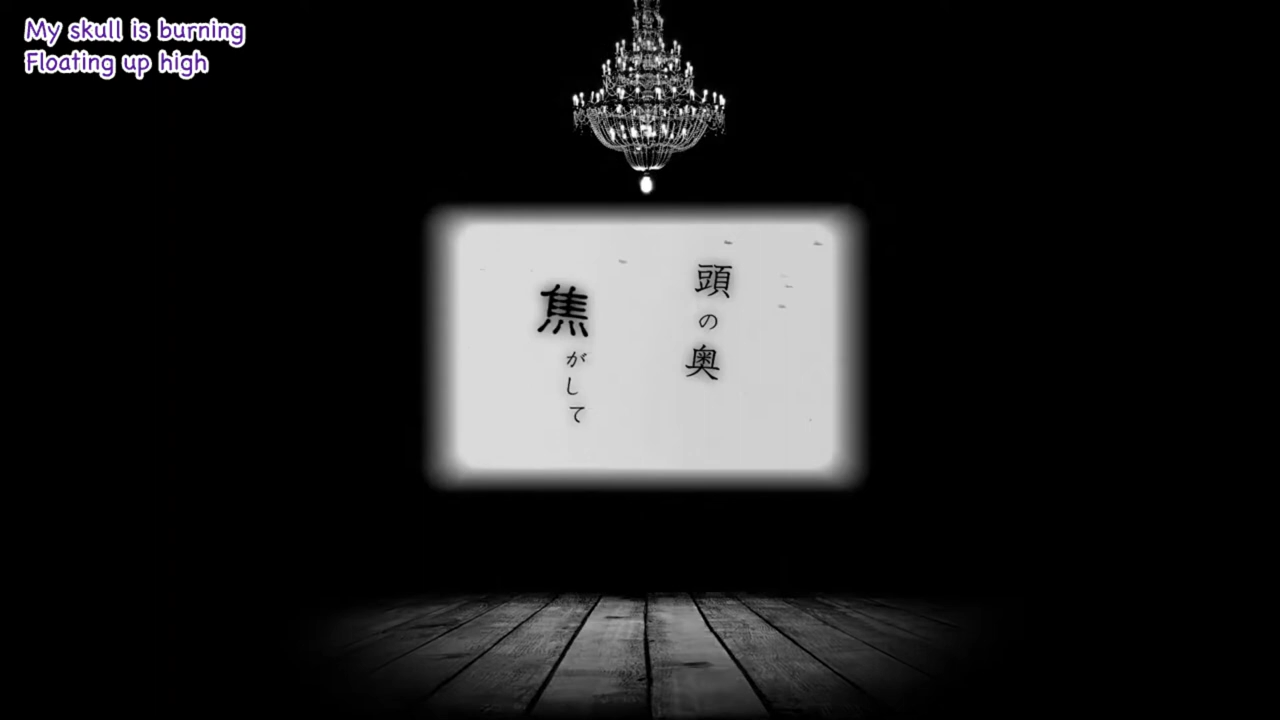 My skull is burning
Floating up high
頭の奥
焦がして